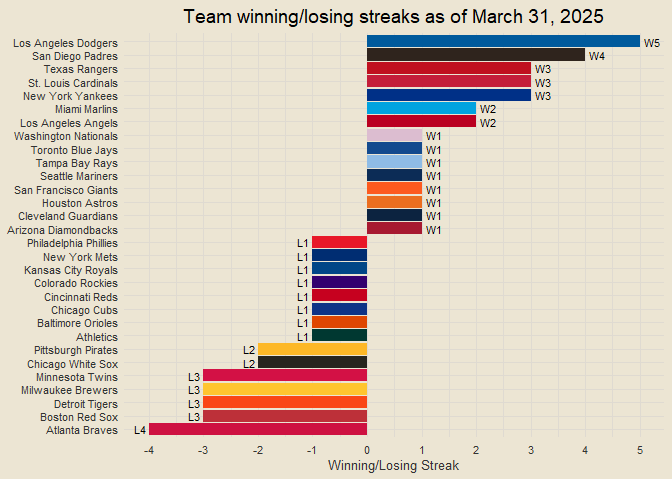 Team winning/losing streaks as of March 31, 2025
Los Angeles Dodgers W5
San Diego Padres W4
Texas Rangers W3
St. Louis Cardinals W3
New York Yankees W3
Miami Marlins W2
Los Angeles Angels W2
Washington Nationals W1
Toronto Blue Jays W1
Tampa Bay Rays W1
Seattle Mariners W1
San Francisco Giants W1
Houston Astros W1
Cleveland Guardians W1
Arizona Diamondbacks W1
Philadelphia Phillies L1
New York Mets L1
Kansas City Royals L1
Colorado Rockies L1
Cincinnati Reds L1
Chicago Cubs L1
Baltimore Orioles L1
Athletics L1
Pittsburgh Pirates L2
Chicago White Sox L2
Minnesota Twins L3
Milwaukee Brewers L3
Detroit Tigers L3
Boston Red Sox L3
Atlanta Braves L4
-4 -3 -2 -1 0 1 2 3 4 5
Winning/Losing Streak